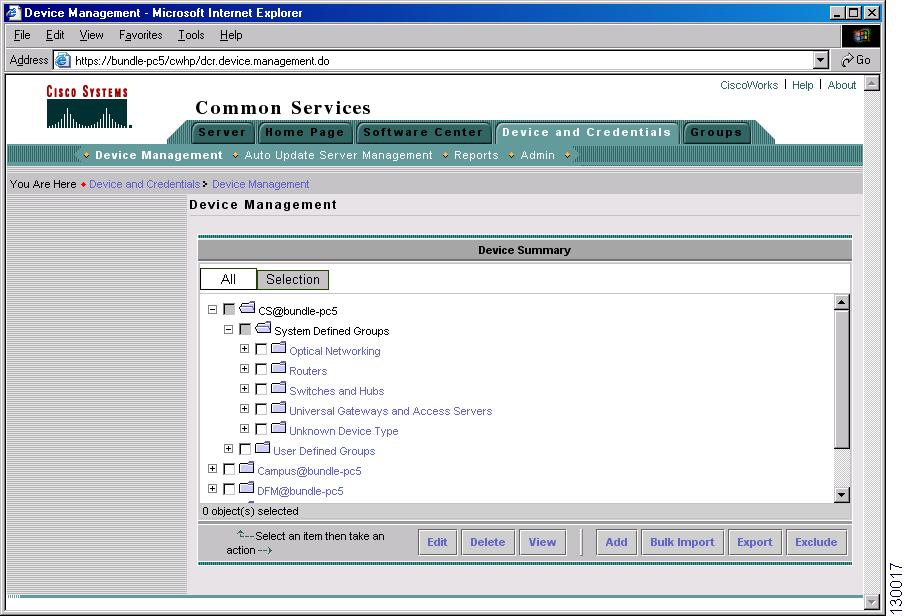 Device Management - Microsoft Internet Explorer
File Edit View Favorites Tools Help
Address https://bundle-pc5/cwhp/dcr.device.management.do Go
CISCO SYSTEMS
CiscoWorks | Help | About
Common Services
Server Home Page Software Center Device and Credentials Groups
Device Management Auto Update Server Management Reports Admin
You Are Here Device and Credentials Device Management
Device Management
Device Summary
All Selection
CS@bundle-pc5
System Defined Groups
Optical Networking
Routers
Switches and Hubs
Universal Gateways and Access Servers
Unknown Device Type
User Defined Groups
Campus@bundle-pc5
DFM@bundle-pc5
0 object(s) selected
Select an item then take an
action
Edit Delete View Add Bulk Import Export Exclude
130017